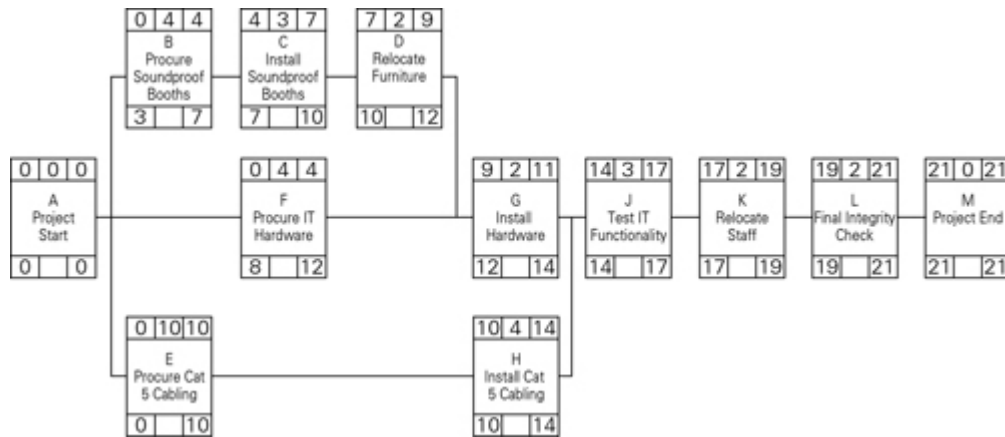 0 4 4
B
Procure
Soundproof
Booths
3 7
4 3 7
C
Install
Soundproof
Booths
7 10
7 2 9
D
Relocate
Furniture
10 12
0 0 0
A
Project
Start
0 0
0 4 4
F
Procure IT
Hardware
8 12
9 2 11
G
Install
Hardware
12 14
14 3 17
J
Test IT
Functionality
14 17
17 2 19
K
Relocate
Staff
17 19
19 2 21
L
Final Integrity
Check
19 21
21 0 21
M
Project End
21 21
0 10 10
E
Procure Cat
5 Cabling
0 10
10 4 14
H
Install Cat
5 Cabling
10 14